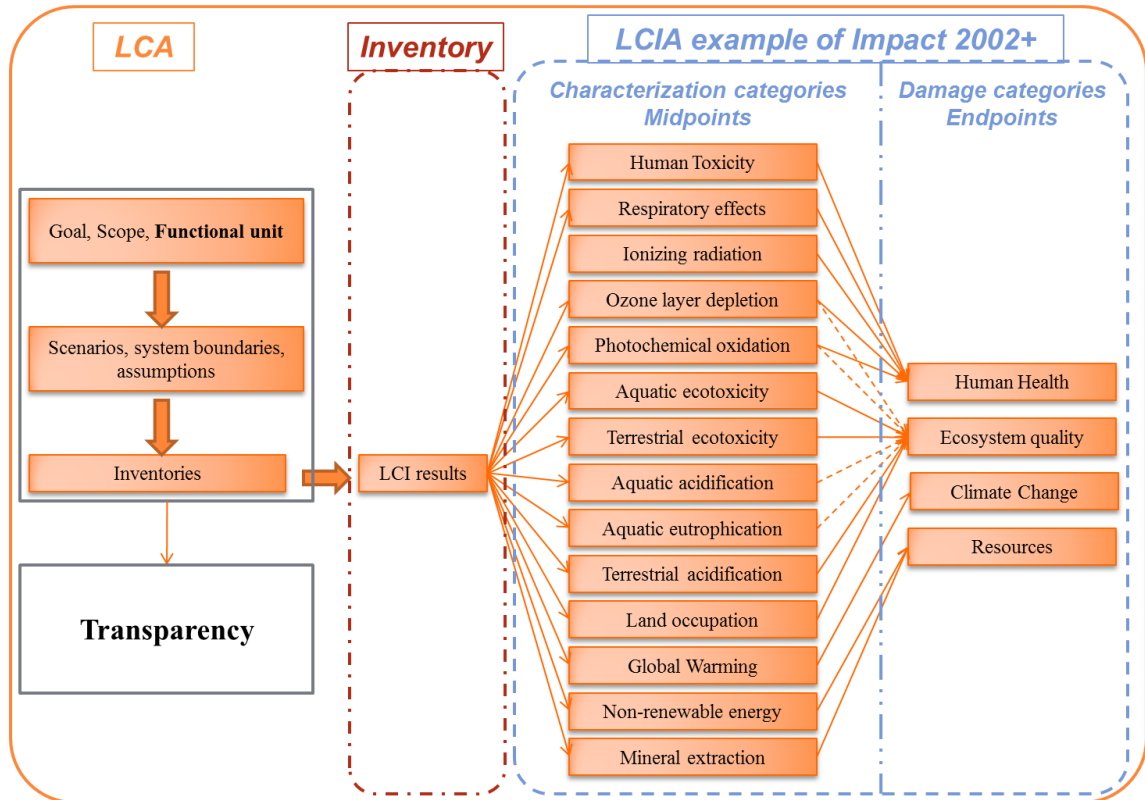 LCA
Inventory
LCIA example of Impact 2002+
Characterization categories
Midpoints
Damage categories
Endpoints
Goal, Scope, Functional unit
Scenarios, system boundaries,
assumptions
Inventories
Transparency
LCI results
Human Toxicity
Respiratory effects
Ionizing radiation
Ozone layer depletion
Photochemical oxidation
Aquatic ecotoxicity
Terrestrial ecotoxicity
Aquatic acidification
Aquatic eutrophication
Terrestrial acidification
Land occupation
Global Warming
Non-renewable energy
Mineral extraction
Human Health
Ecosystem quality
Climate Change
Resources